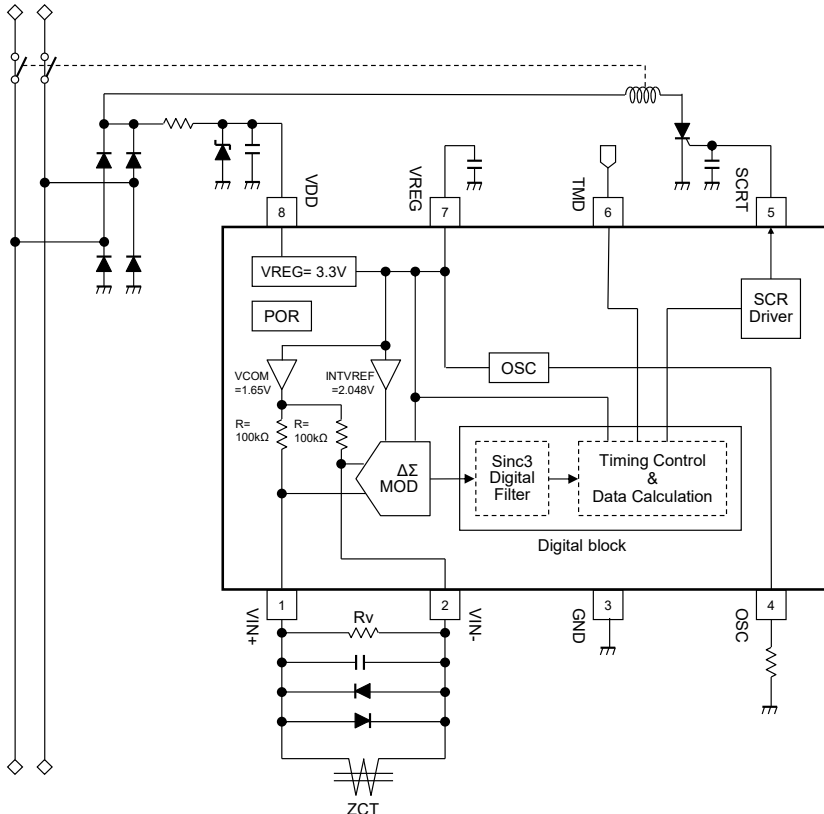 VDD
VREG
TMD
SCRT
8
7
6
5
VREG= 3.3V
POR
SCR
Driver
OSC
VCOM
=1.65V
INTVREF
=2.048V
R=
100kΩ
R=
100kΩ
ΔΣ
MOD
Sinc3
Digital
Filter
Timing Control
&
Data Calculation
Digital block
1
2
3
4
VIN+
VIN-
GND
OSC
Rv
ZCT